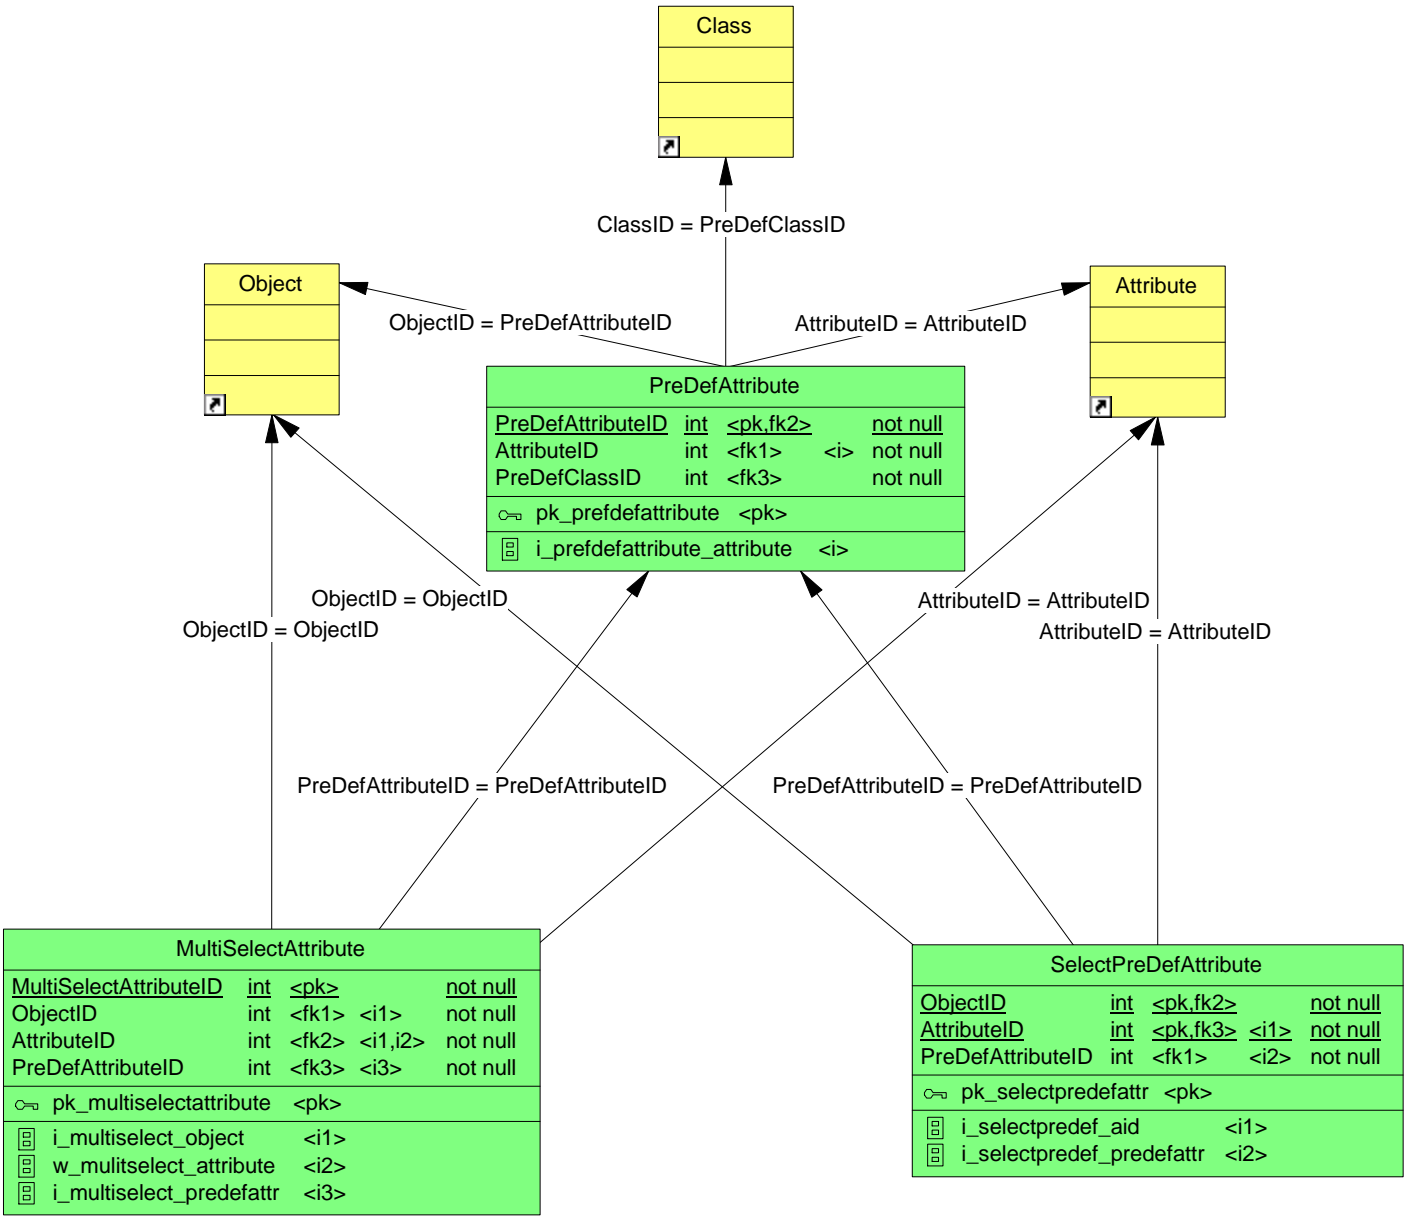 Class
ClassID = PreDefClassID
Object
Attribute
ObjectID = PreDefAttributeID
AttributeID = AttributeID
PreDefAttribute
PreDefAttributeID int <pk,fk2> not null
AttributeID int <fk1> <i> not null
PreDefClassID int <fk3> not null
pk_prefdefattribute <pk>
i_prefdefattribute_attribute <i>
ObjectID = ObjectID
AttributeID = AttributeID
ObjectID = ObjectID
AttributeID = AttributeID
PreDefAttributeID = PreDefAttributeID
PreDefAttributeID = PreDefAttributeID
MultiSelectAttribute
MultiSelectAttributeID int <pk> not null
ObjectID int <fk1> <i1> not null
AttributeID int <fk2> <i1,i2> not null
PreDefAttributeID int <fk3> <i3> not null
pk_multiselectattribute <pk>
i_multiselect_object <i1>
w_mulitselect_attribute <i2>
i_multiselect_predefattr <i3>
SelectPreDefAttribute
ObjectID int <pk,fk2> not null
AttributeID int <pk,fk3> <i1> not null
PreDefAttributeID int <fk1> <i2> not null
pk_selectpredefattr <pk>
i_selectpredef_aid <i1>
i_selectpredef_predefattr <i2>